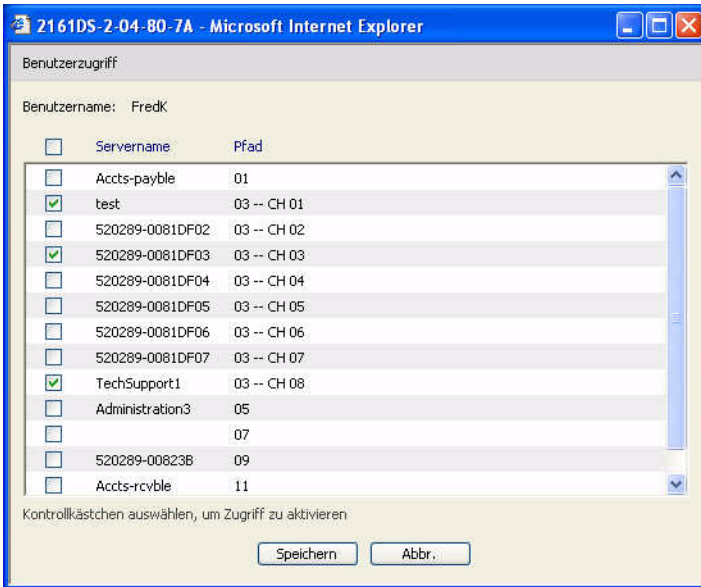 2161DS-2-04-80-7A - Microsoft Internet Explorer
Benutzerzugriff
Benutzername: FredK
Servername Pfad
Accts-payble 01
test 03 -- CH 01
520289-0081DF02 03 -- CH 02
520289-0081DF03 03 -- CH 03
520289-0081DF04 03 -- CH 04
520289-0081DF05 03 -- CH 05
520289-0081DF06 03 -- CH 06
520289-0081DF07 03 -- CH 07
TechSupport1 03 -- CH 08
Administration3 05
07
520289-00823B 09
Accts-rcvble 11
Kontrollkästchen auswählen, um Zugriff zu aktivieren
Speichern Abbr.